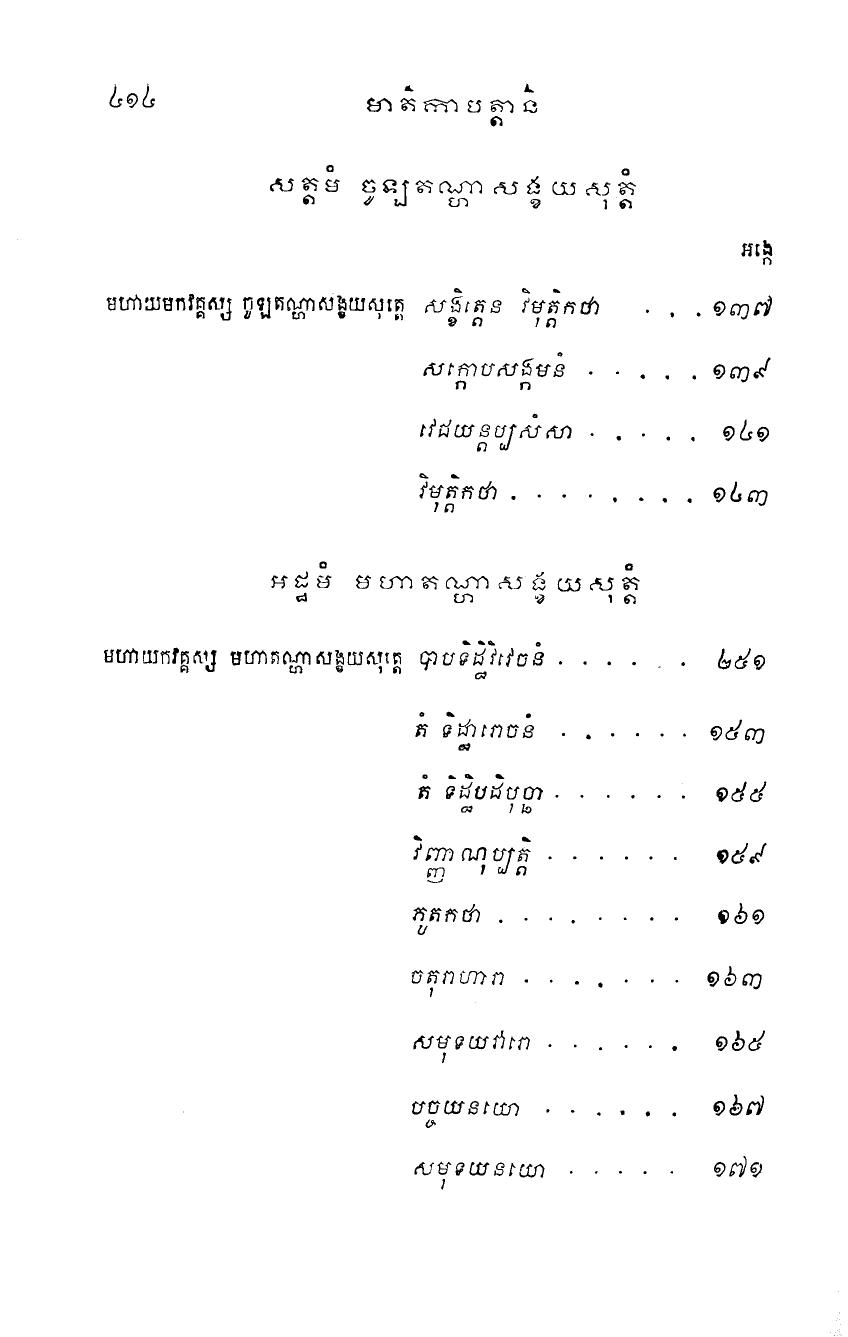 ៤១៤ មាតិកាបត្តានិ
សត្តមំ ចូឡតណ្ហាសង្ខយសុត្តំ
អង្កេ
មហាយមកវគ្គស្ស ចូឡតណ្ហាសង្ខយសុត្តេ សង្ខិត្តេន វិមុត្តិកថា . . . ១៣៧
សក្កោបសង្កមនំ . . . . . ១៣៩
វេជយន្តប្បសំសា . . . . . ១៤១
វិមុត្តិកថា . . . . . . . . ១៤៣
អដ្ឋមំ មហាតណ្ហាសង្ខយសុត្តំ
មហាយកវគ្គស្ស មហាតណ្ហាសង្ខយសុត្តេ បាបទិដ្ឋិវិវេចនំ . . . . . . ២៥១
តំ ទិដ្ឋារោចនំ . . . . . . ១៥៣
តំ ទិដ្ឋិបដិបុច្ឆា . . . . . . ១៥៥
វិញ្ញាណុប្បត្តិ . . . . . . ១៥៩
ភូតកថា . . . . . . . . ១៦១
ចតុរាហារា . . . . . . . ១៦៣
សមុទយវារោ . . . . . . ១៦៥
បច្ចយនយោ . . . . . . ១៦៧
សមុទយនយោ . . . . . ១៧១